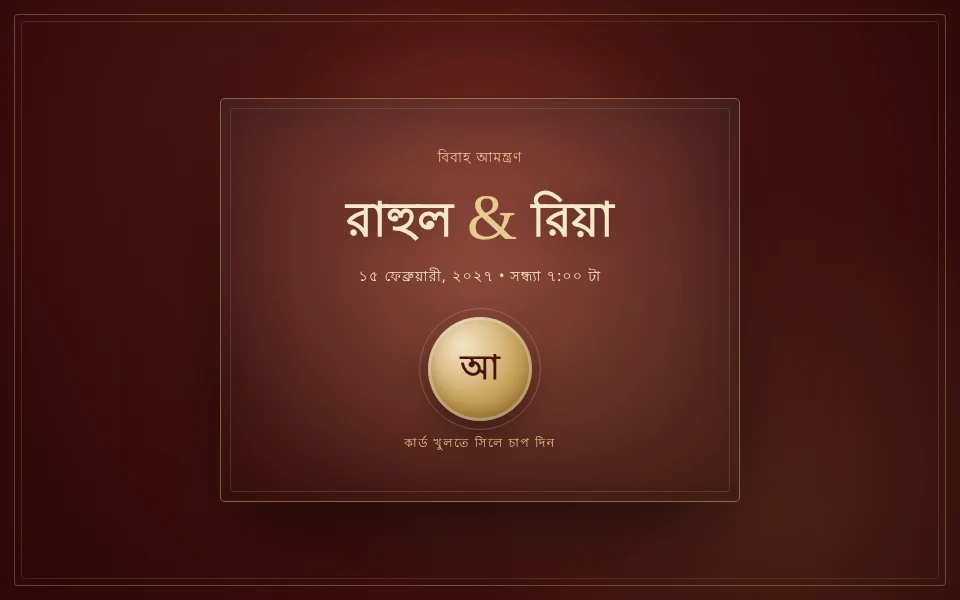 বিবাহ আমন্ত্রণ
রাহুল & রিয়া
১৫ ফেব্রুয়ারী, ২০২৭ • সন্ধ্যা ৭:০০ টা
আ
কার্ড খুলতে সিলে চাপ দিন